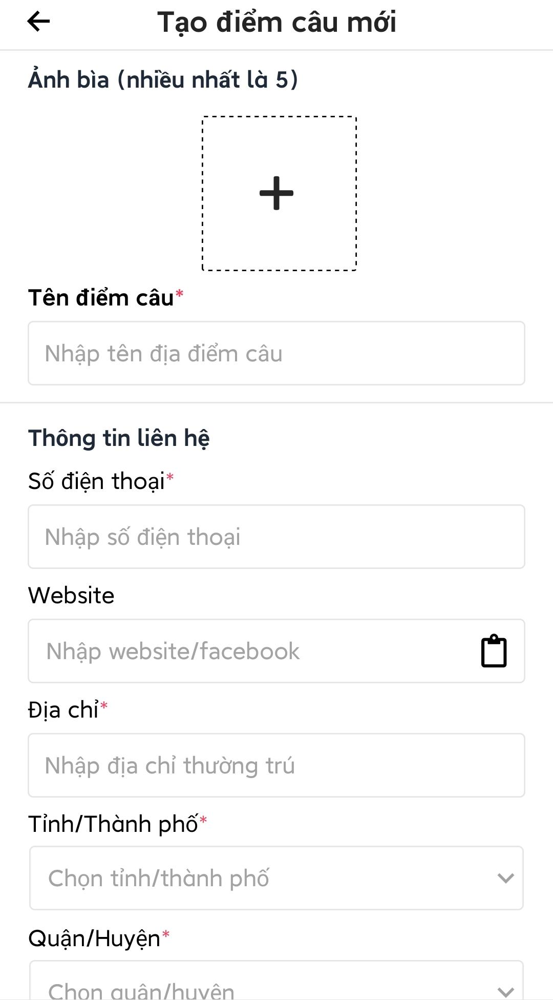 Tạo điểm câu mới
Ảnh bìa (nhiều nhất là 5)
Tên điểm câu*
Nhập tên địa điểm câu
Thông tin liên hệ
Số điện thoại*
Nhập số điện thoại
Website
Nhập website/facebook
Địa chỉ*
Nhập địa chỉ thường trú
Tỉnh/Thành phố*
Chọn tỉnh/thành phố
Quận/Huyện*
Chọn quận/huyện